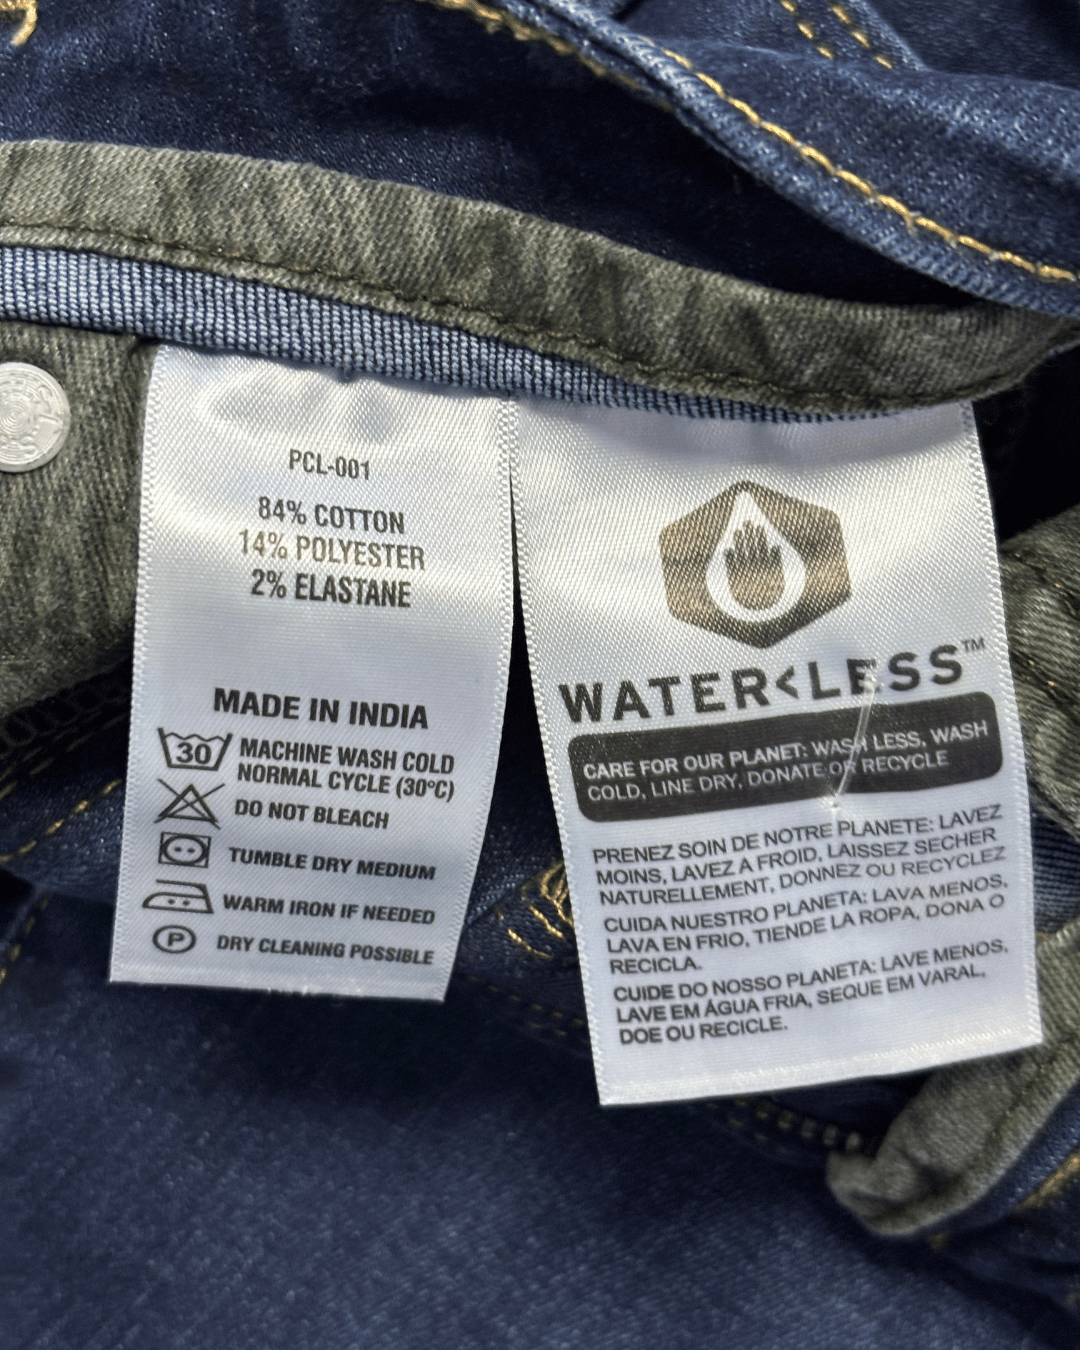 PCL-001
84% COTTON
14% POLYESTER
2% ELASTANE
MADE IN INDIA
30 MACHINE WASH COLD
NORMAL CYCLE (30°C)
DO NOT BLEACH
TUMBLE DRY MEDIUM
WARM IRON IF NEEDED
P DRY CLEANING POSSIBLE
WATER<LESS™
CARE FOR OUR PLANET: WASH LESS, WASH
COLD, LINE DRY, DONATE OR RECYCLE
PRENEZ SOIN DE NOTRE PLANETE: LAVEZ
MOINS, LAVEZ A FROID, LAISSEZ SECHER
NATURELLEMENT, DONNEZ OU RECYCLEZ
CUIDA NUESTRO PLANETA: LAVA MENOS,
LAVA EN FRIO, TIENDE LA ROPA, DONA O
RECICLA.
CUIDE DO NOSSO PLANETA: LAVE MENOS,
LAVE EM ÁGUA FRIA, SEQUE EM VARAL,
DOE OU RECICLE.